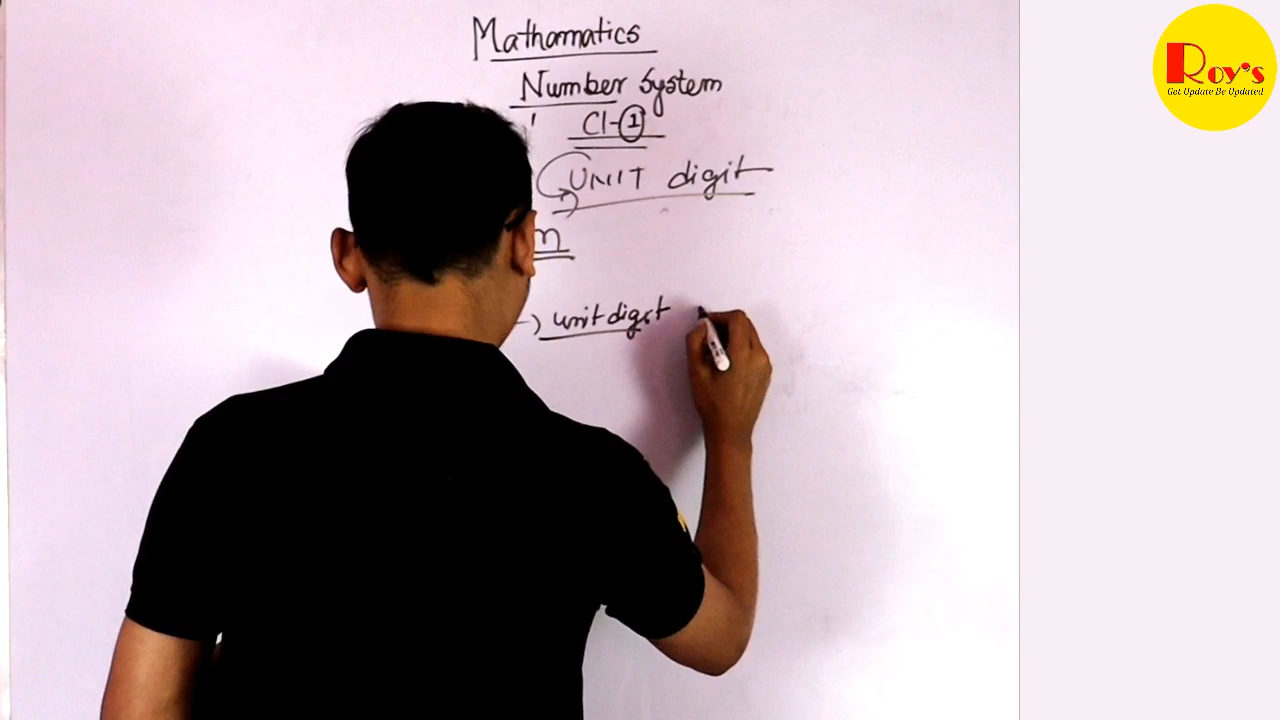 Mathamatics
Number System
Cl-1
UNIT digit
m
unit digit
Roy's
Get Update Be Updated